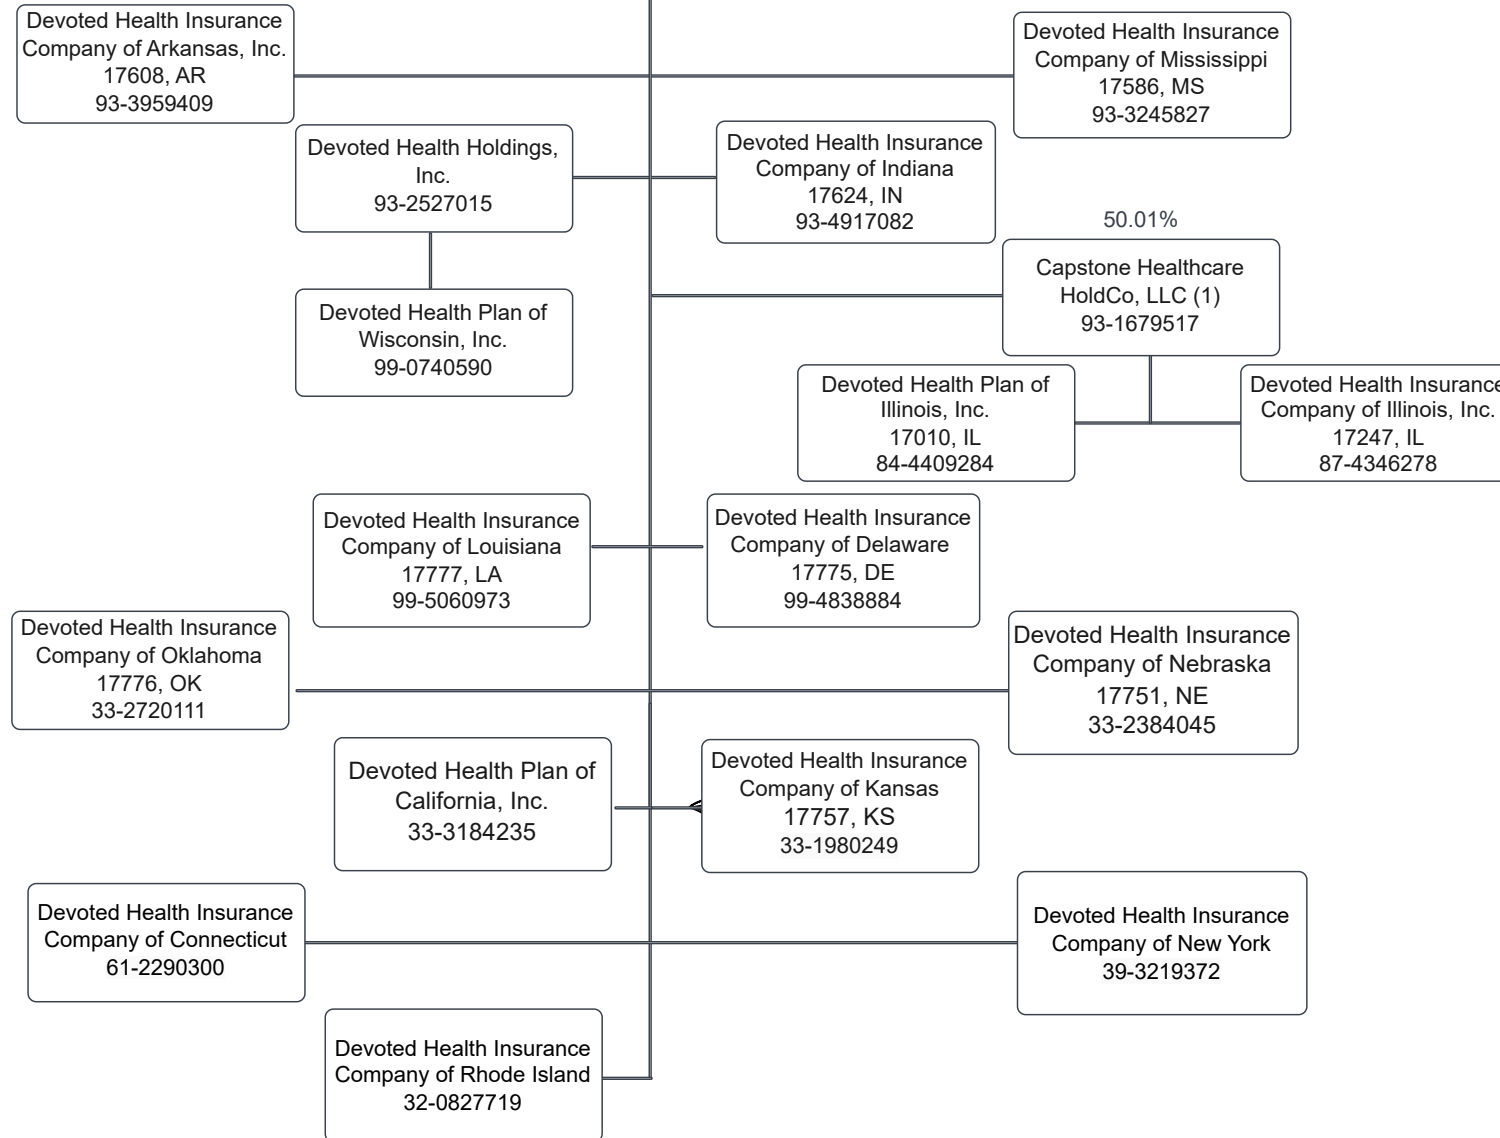 Devoted Health Insurance
Company of Arkansas, Inc.
17608, AR
93-3959409
Devoted Health Insurance
Company of Mississippi
17586, MS
93-3245827
Devoted Health Holdings,
Inc.
93-2527015
Devoted Health Insurance
Company of Indiana
17624, IN
93-4917082
50.01%
Capstone Healthcare
HoldCo, LLC (1)
93-1679517
Devoted Health Plan of
Wisconsin, Inc.
99-0740590
Devoted Health Plan of
Illinois, Inc.
17010, IL
84-4409284
Devoted Health Insurance
Company of Illinois, Inc.
17247, IL
87-4346278
Devoted Health Insurance
Company of Louisiana
17777, LA
99-5060973
Devoted Health Insurance
Company of Delaware
17775, DE
99-4838884
Devoted Health Insurance
Company of Oklahoma
17776, OK
33-2720111
Devoted Health Insurance
Company of Nebraska
17751, NE
33-2384045
Devoted Health Plan of
California, Inc.
33-3184235
Devoted Health Insurance
Company of Kansas
17757, KS
33-1980249
Devoted Health Insurance
Company of Connecticut
61-2290300
Devoted Health Insurance
Company of New York
39-3219372
Devoted Health Insurance
Company of Rhode Island
32-0827719